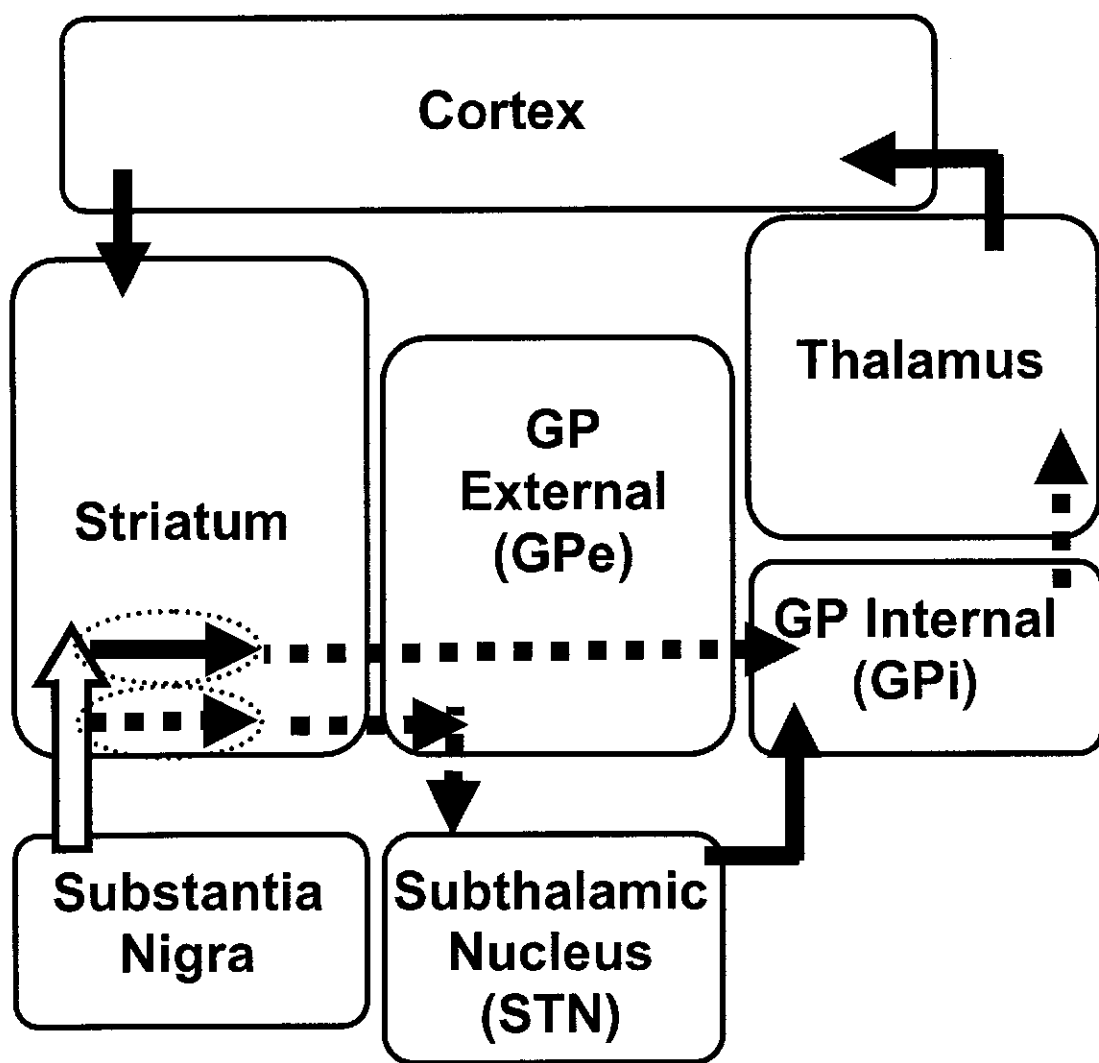 Cortex
Thalamus
GP
External
(GPe)
Striatum
GP Internal
(GPi)
Substantia
Nigra
Subthalamic
Nucleus
(STN)